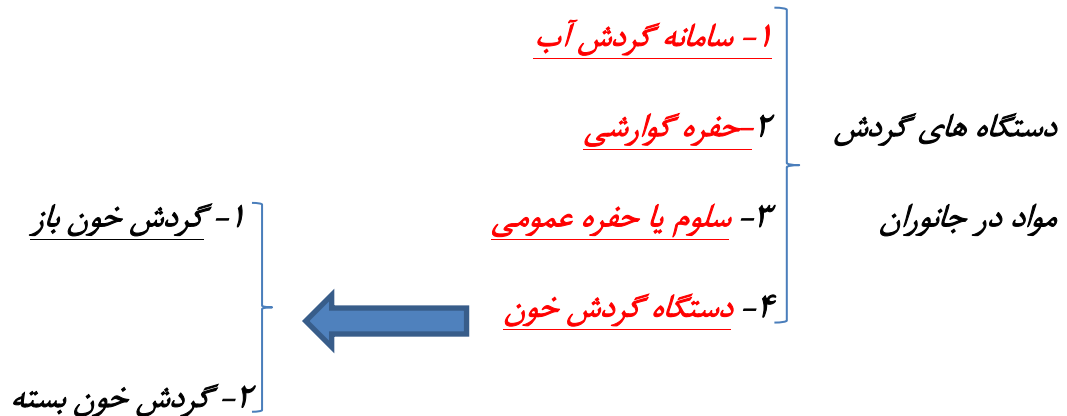 دستگاه های گردش
مواد در جانوران
۱- سامانه گردش آب
۲-حفره گوارشی
۳- سلوم یا حفره عمومی
۴- دستگاه گردش خون
۱- گردش خون باز
۲- گردش خون بسته